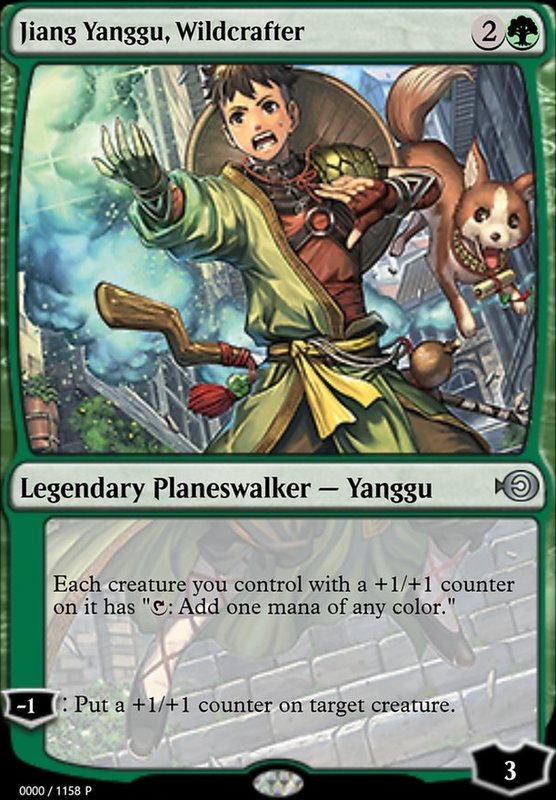 Jiang Yanggu, Wildcrafter 2
Legendary Planeswalker — Yanggu
Each creature you control with a +1/+1 counter
on it has "T: Add one mana of any color."
-1 : Put a +1/+1 counter on target creature.
3
0000 / 1158 P